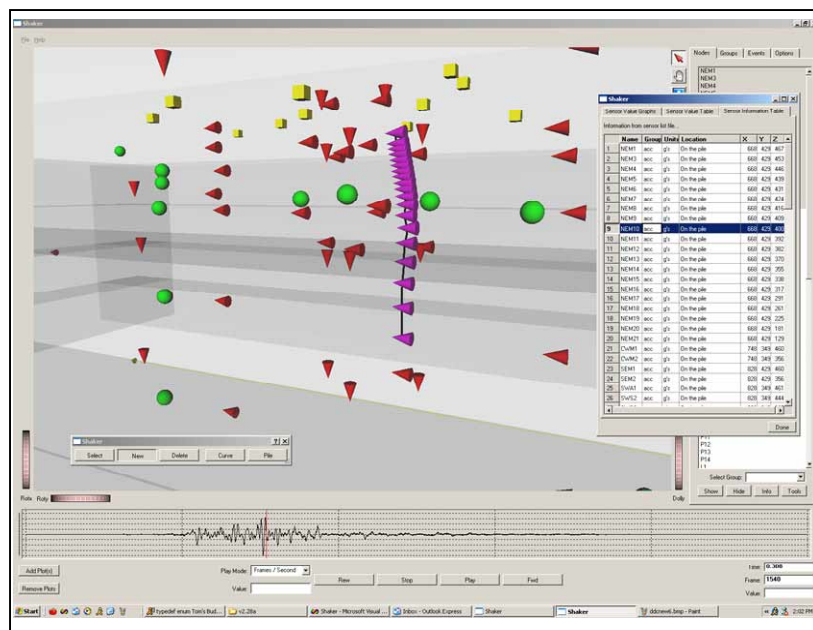 Shaker
File Help
Nodes Groups Events Options
NEM1
NEM3
NEM4
Shaker
Sensor Value Graphs Sensor Value Table Sensor Information Table
Information from sensor list file...
Name Group Units Location X Y Z
1 NEM1 acc g's On the pile 668 429 467
2 NEM3 acc g's On the pile 668 429 453
3 NEM4 acc g's On the pile 668 429 446
4 NEM5 acc g's On the pile 668 429 439
5 NEM6 acc g's On the pile 668 429 431
6 NEM7 acc g's On the pile 668 429 424
7 NEM8 acc g's On the pile 668 429 416
8 NEM9 acc g's On the pile 668 429 409
9 NEM10 acc g's On the pile 668 429 400
10 NEM11 acc g's On the pile 668 429 392
11 NEM12 acc g's On the pile 668 429 382
12 NEM13 acc g's On the pile 668 429 370
13 NEM14 acc g's On the pile 668 429 355
14 NEM15 acc g's On the pile 668 429 338
15 NEM16 acc g's On the pile 668 429 317
16 NEM17 acc g's On the pile 668 429 291
17 NEM18 acc g's On the pile 668 429 261
18 NEM19 acc g's On the pile 668 429 225
19 NEM20 acc g's On the pile 668 429 181
20 NEM21 acc g's On the pile 668 429 129
21 CWM1 acc g's On the pile 748 349 460
22 CWM2 acc g's On the pile 748 349 356
23 SEM1 acc g's On the pile 828 429 460
24 SEM2 acc g's On the pile 828 429 356
25 SWA1 acc g's On the pile 828 349 461
26 SWS2 acc g's On the pile 828 349 444
Done
Shaker
Select New Delete Curve Pile
P12
P13
P14
Select Group:
Show Hide Info Tools
Rotx Roty Dolly
Add Plot(s)
Remove Plots
Play Mode: Frames / Second
Value:
Rew Stop Play Fwd
Time: 0.300
Frame: 1540
Value:
Start typedef enum Tom's Bud... v2.28a Shaker - Microsoft Visual ... Inbox - Outlook Express Shaker Shaker ddcnewel.bmp - Paint 2:02 PM